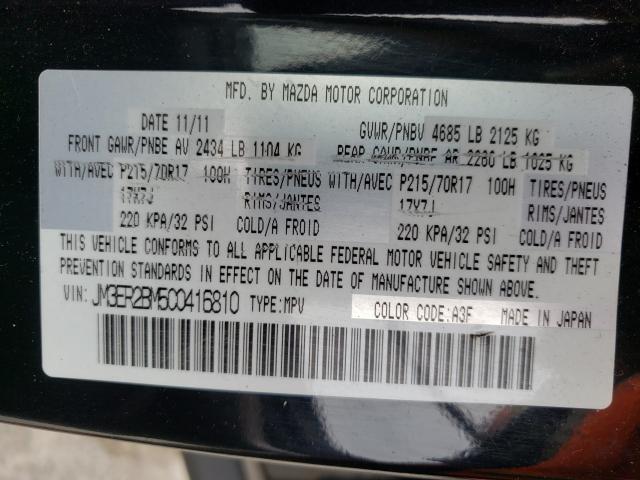 MFD. BY MAZDA MOTOR CORPORATION
DATE 11/11 GVWR/PNBV 4685 LB 2125 KG
FRONT GAWR/PNBE AV 2434 LB 1104 KG REAR GAWR/PNBE AR 2260 LB 1025 KG
WITH/AVEC P215/70R17 100H TIRES/PNEUS WITH/AVEC P215/70R17 100H TIRES/PNEUS
17X7J RIMS/JANTES 17X7J RIMS/JANTES
220 KPA/32 PSI COLD/A FROID 220 KPA/32 PSI COLD/A FROID
THIS VEHICLE CONFORMS TO ALL APPLICABLE FEDERAL MOTOR VEHICLE SAFETY AND THEFT
PREVENTION STANDARDS IN EFFECT ON THE DATE OF MANUFACTURE SHOWN ABOVE.
VIN: JM3ER2BM5C0416810 TYPE:MPV COLOR CODE:A3F MADE IN JAPAN